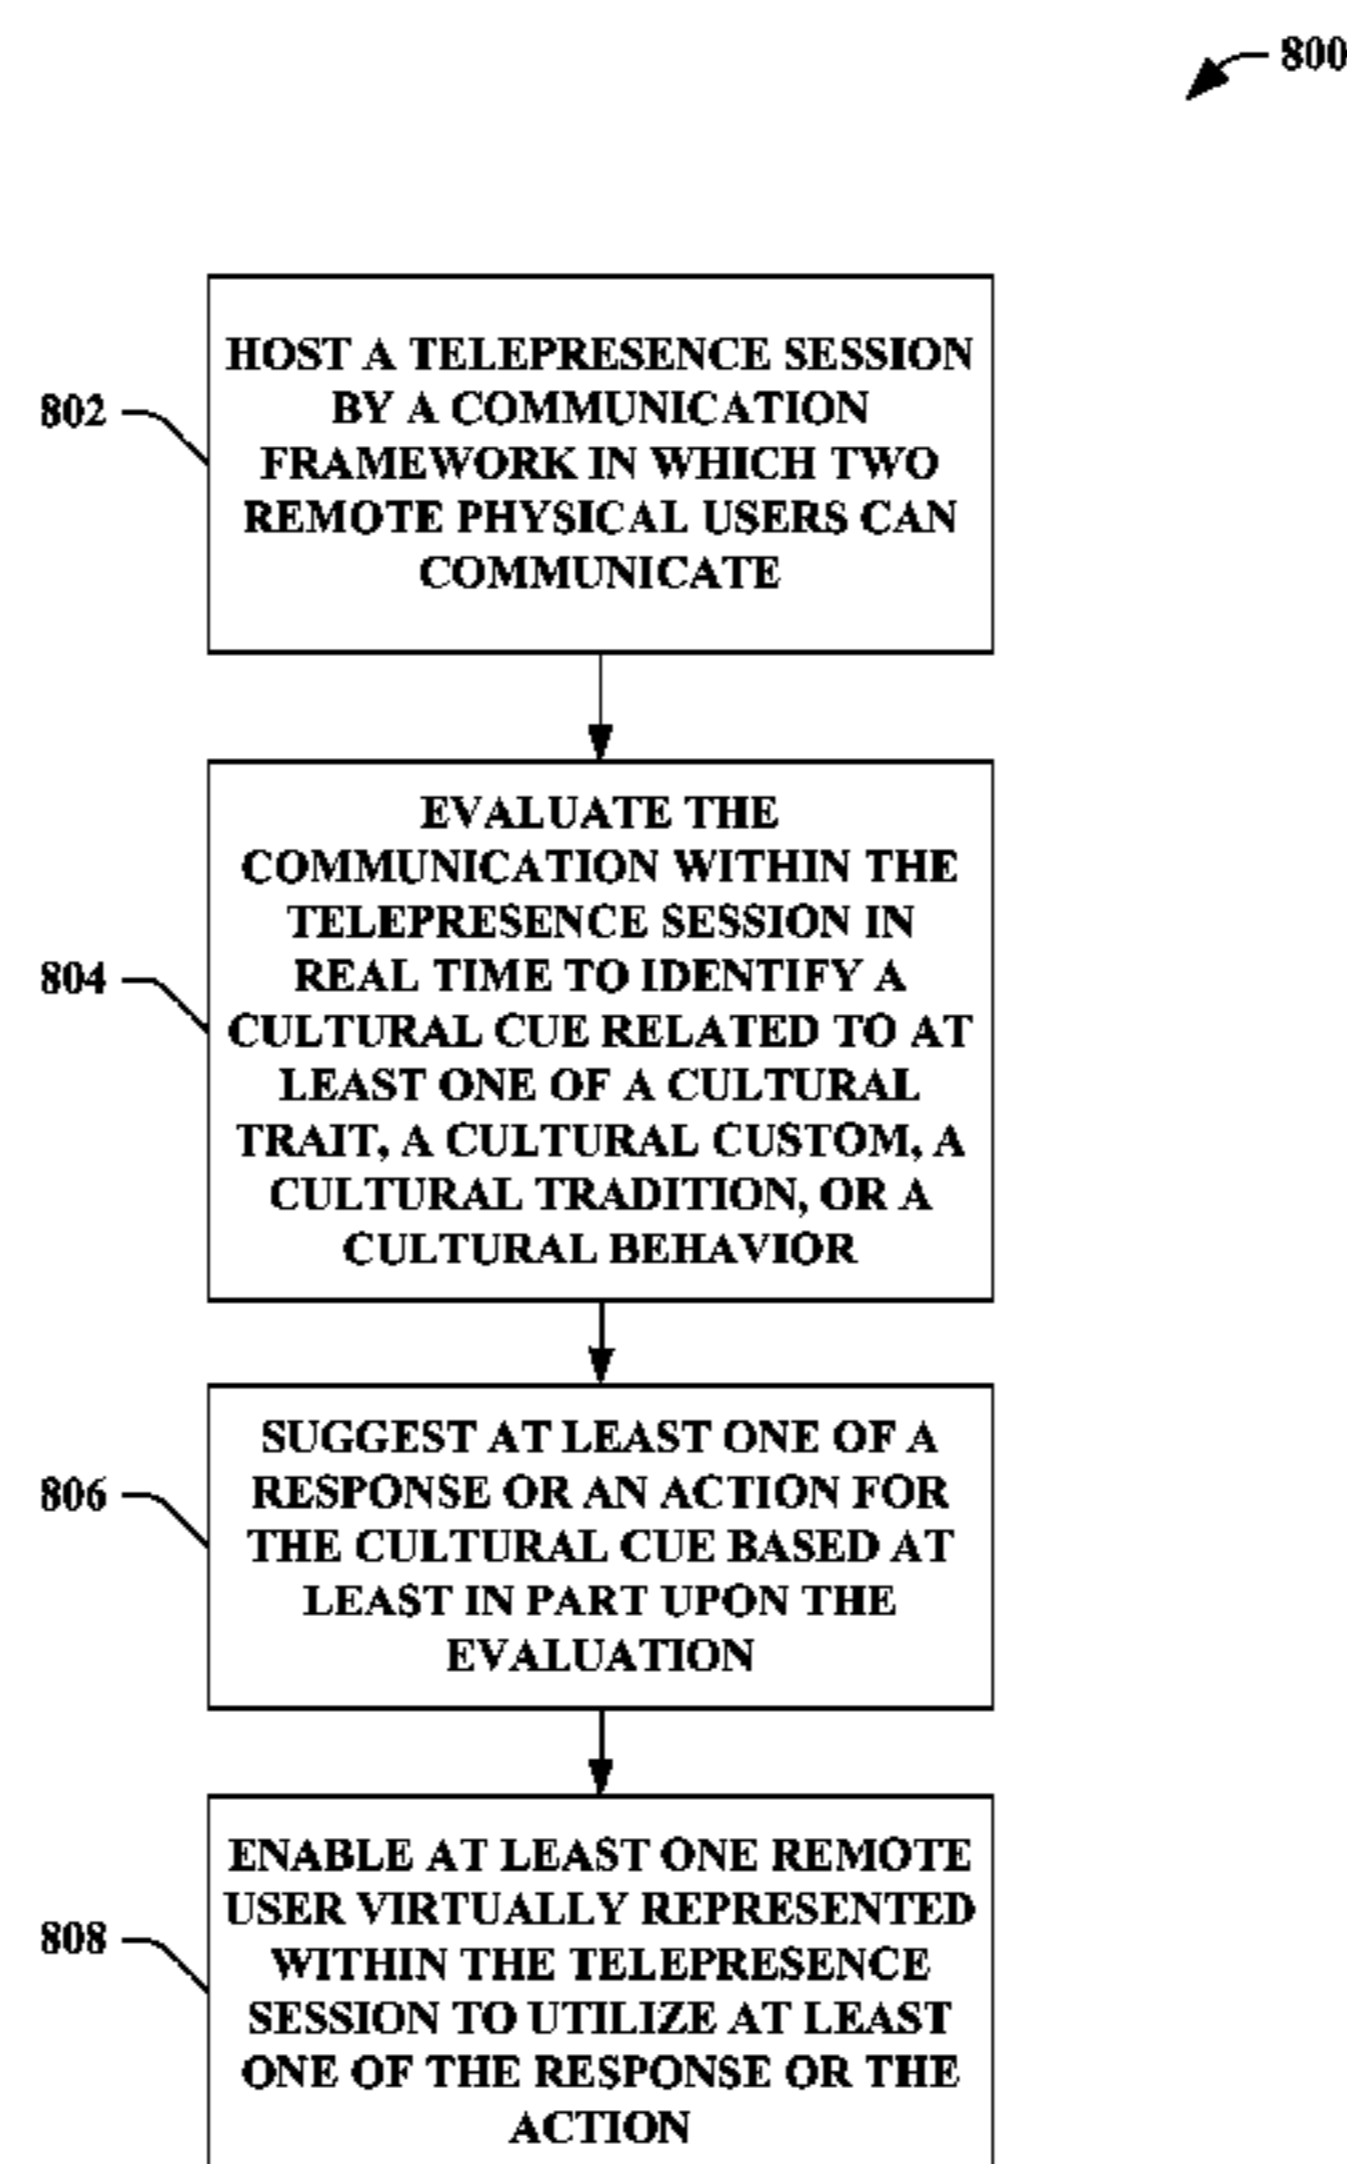 800
802
HOST A TELEPRESENCE SESSION
BY A COMMUNICATION
FRAMEWORK IN WHICH TWO
REMOTE PHYSICAL USERS CAN
COMMUNICATE
804
EVALUATE THE
COMMUNICATION WITHIN THE
TELEPRESENCE SESSION IN
REAL TIME TO IDENTIFY A
CULTURAL CUE RELATED TO AT
LEAST ONE OF A CULTURAL
TRAIT, A CULTURAL CUSTOM, A
CULTURAL TRADITION, OR A
CULTURAL BEHAVIOR
806
SUGGEST AT LEAST ONE OF A
RESPONSE OR AN ACTION FOR
THE CULTURAL CUE BASED AT
LEAST IN PART UPON THE
EVALUATION
808
ENABLE AT LEAST ONE REMOTE
USER VIRTUALLY REPRESENTED
WITHIN THE TELEPRESENCE
SESSION TO UTILIZE AT LEAST
ONE OF THE RESPONSE OR THE
ACTION